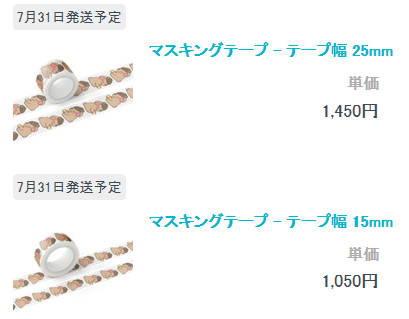 7月31日発送予定
マスキングテープ – テープ幅 25mm
単価
1,450円
7月31日発送予定
マスキングテープ – テープ幅 15mm
単価
1,050円